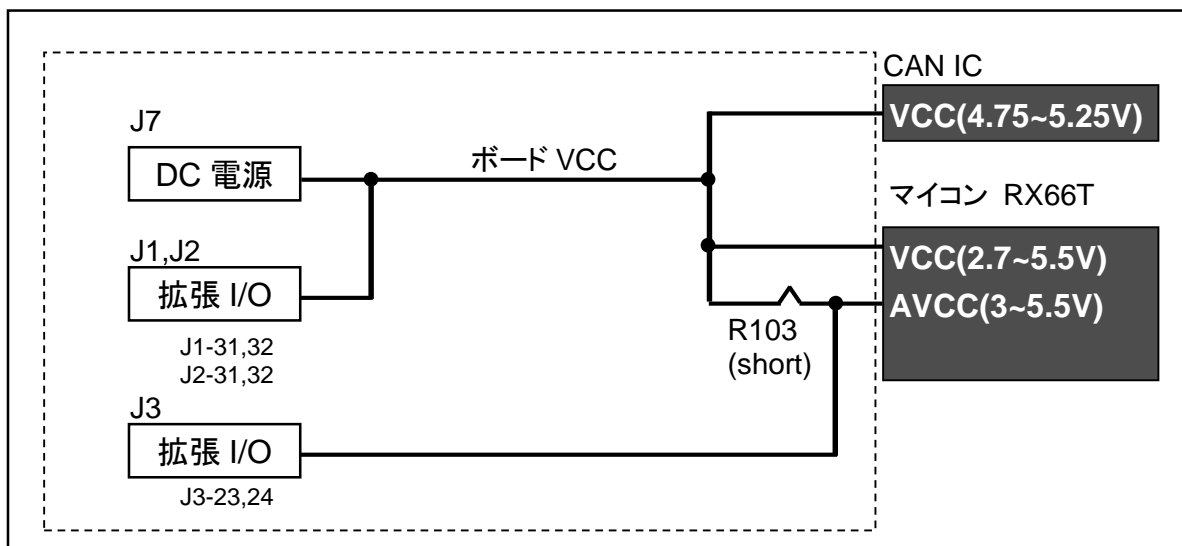 CAN IC
VCC(4.75~5.25V)
J7
DC 電源
ボード VCC
マイコン RX66T
J1,J2
拡張 I/O
VCC(2.7~5.5V)
AVCC(3~5.5V)
J1-31,32
J2-31,32
R103
(short)
J3
拡張 I/O
J3-23,24